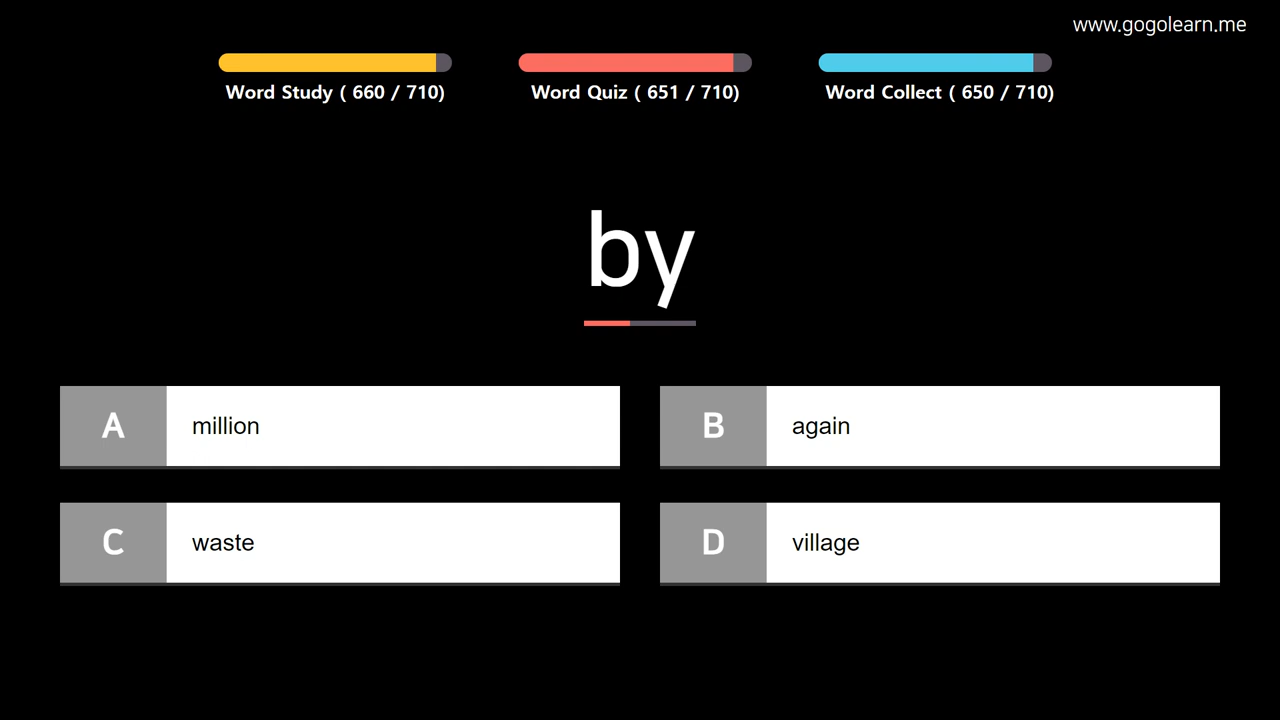 www.gogolearn.me
Word Study ( 660 / 710)
Word Quiz ( 651 / 710)
Word Collect ( 650 / 710)
by
A million
B again
C waste
D village